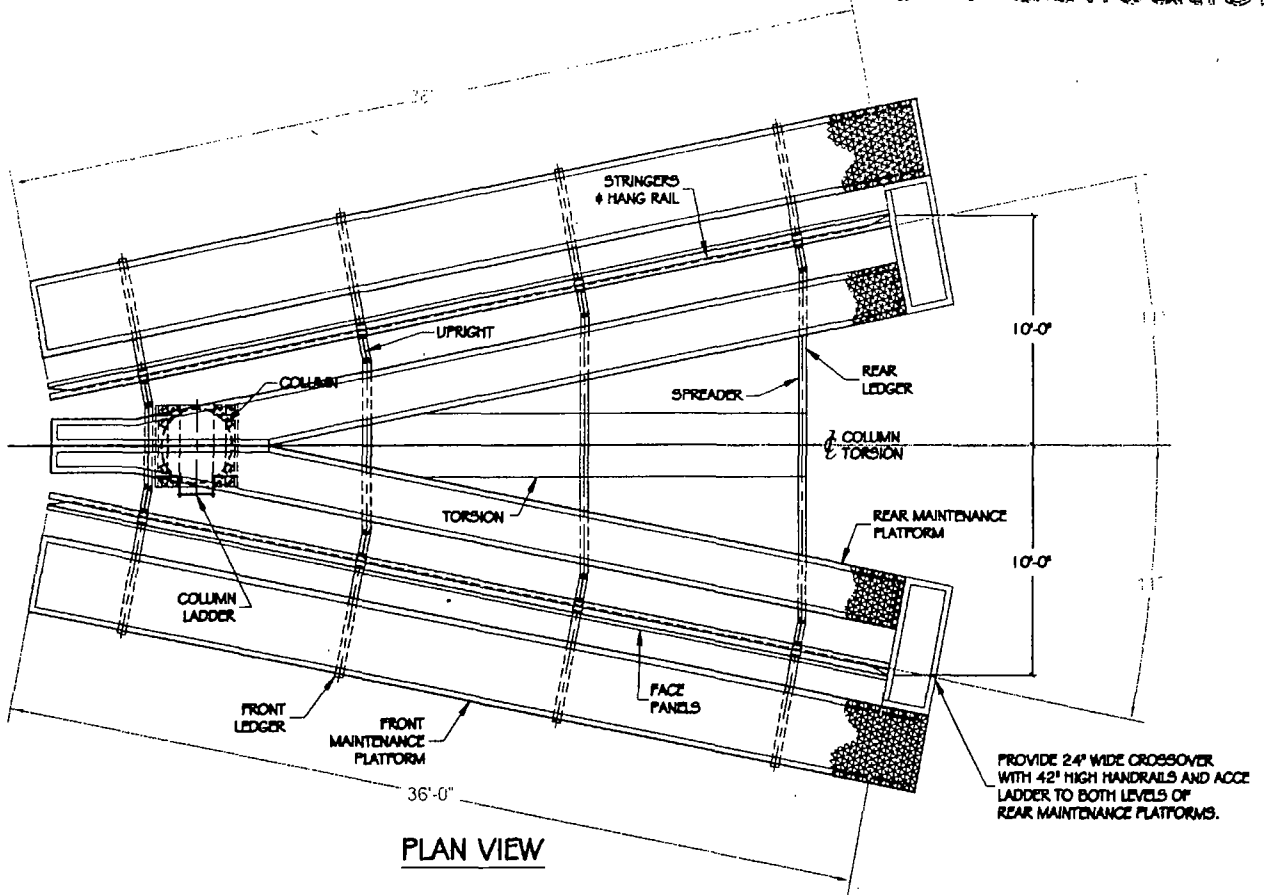 STRINGERS
¢ HANG RAIL
UPRIGHT
COLUMN
10'-0"
REAR
LEDGER
SPREADER
℄ COLUMN
TORSION
TORSION
REAR MAINTENANCE
PLATFORM
10'-0"
11°
COLUMN
LADDER
FACE
PANELS
FRONT
LEDGER
FRONT
MAINTENANCE
PLATFORM
36'-0"
PROVIDE 24" WIDE CROSSOVER
WITH 42" HIGH HANDRAILS AND ACCE
LADDER TO BOTH LEVELS OF
REAR MAINTENANCE PLATFORMS.
PLAN VIEW